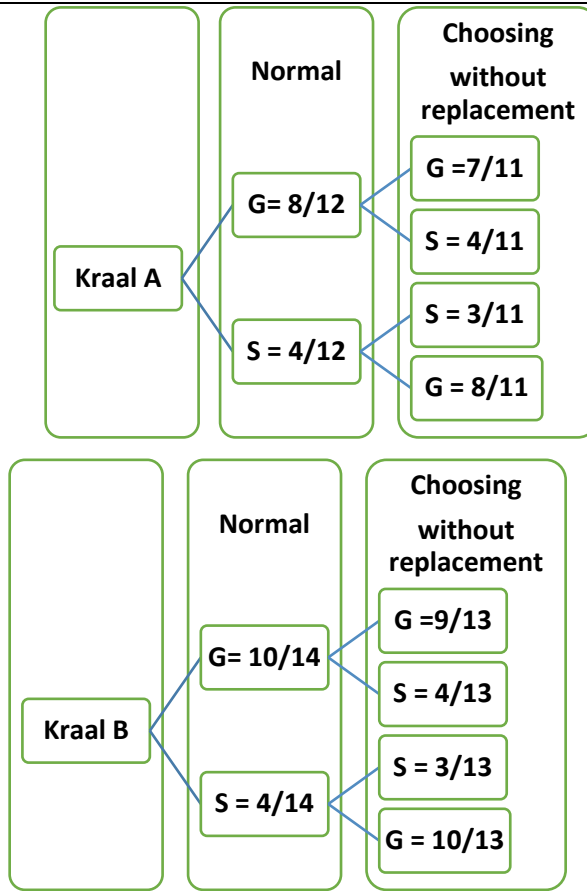 Choosing
without
replacement
Normal
G =7/11
G= 8/12
S = 4/11
Kraal A
S = 3/11
S = 4/12
G = 8/11
Choosing
without
replacement
Normal
G =9/13
G= 10/14
S = 4/13
Kraal B
S = 3/13
S = 4/14
G = 10/13